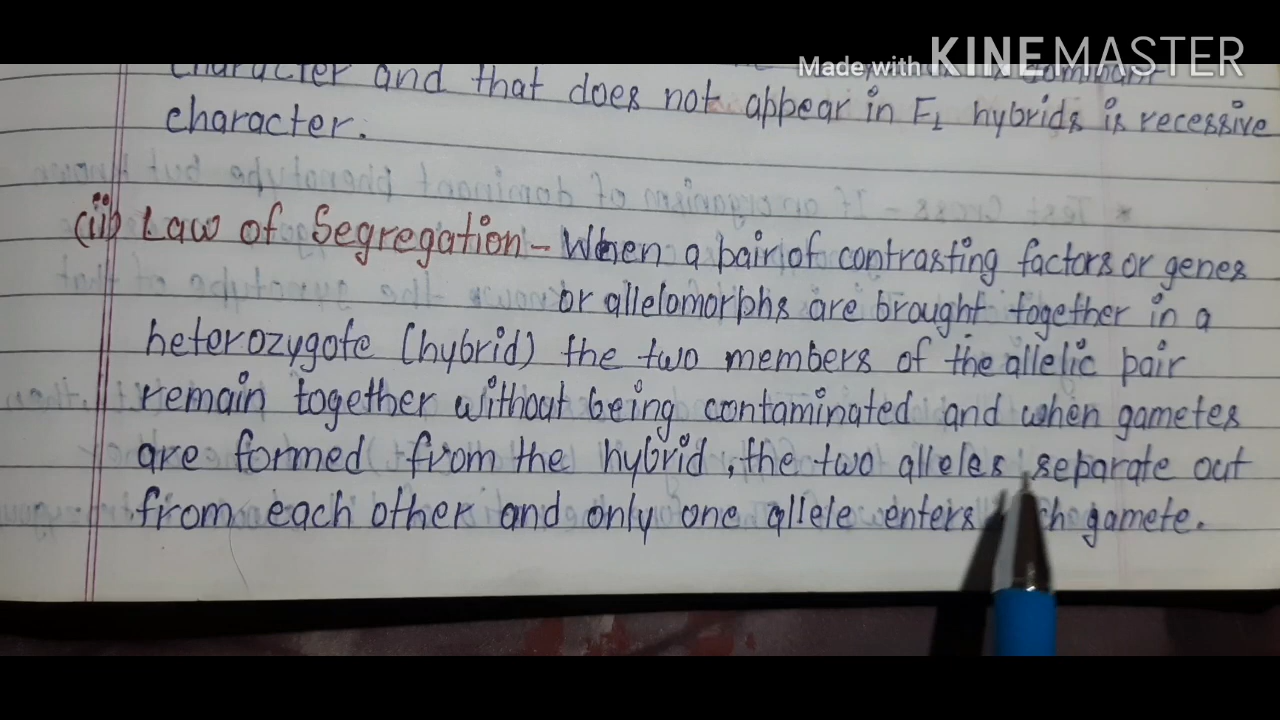 Made with KINEMASTER
character and that does not appear in F1 hybrids is recessive
character.
(ii) Law of Segregation - When a pair of contrasting factors or genes
or allelomorphs are brought together in a
heterozygote (hybrid) the two members of the allelic pair
remain together without being contaminated and when gametes
are formed from the hybrid, the two alleles separate out
from each other and only one allele enters gamete.